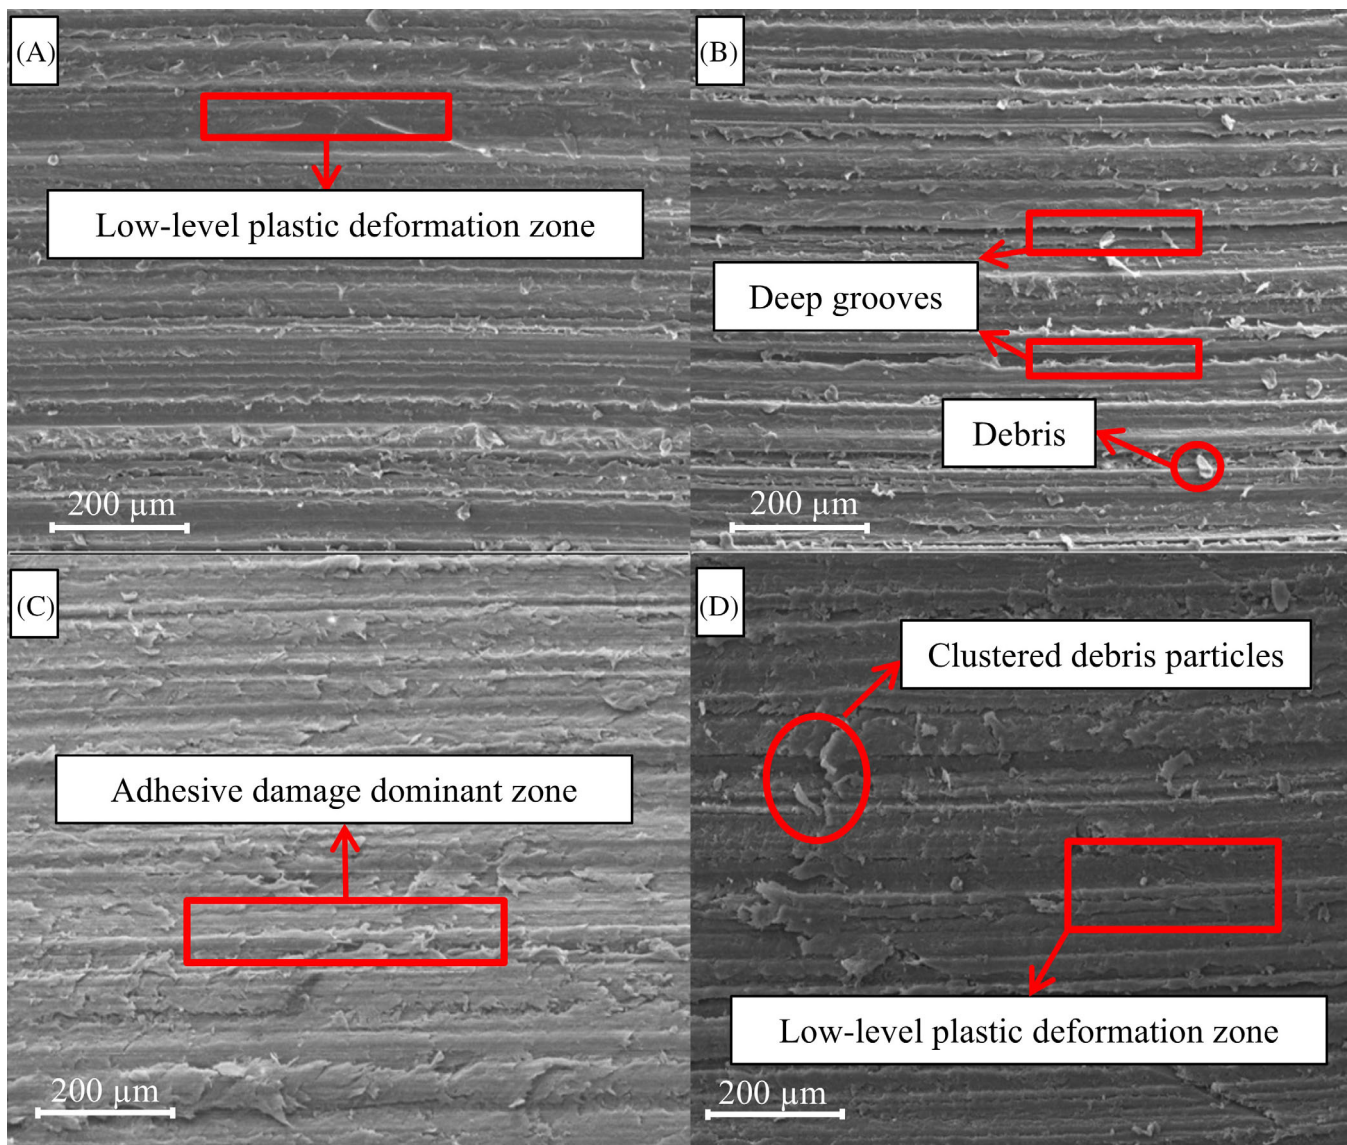 (A)
Low-level plastic deformation zone
200 μm
(B)
Deep grooves
Debris
200 μm
(C)
Adhesive damage dominant zone
200 μm
(D)
Clustered debris particles
Low-level plastic deformation zone
200 μm